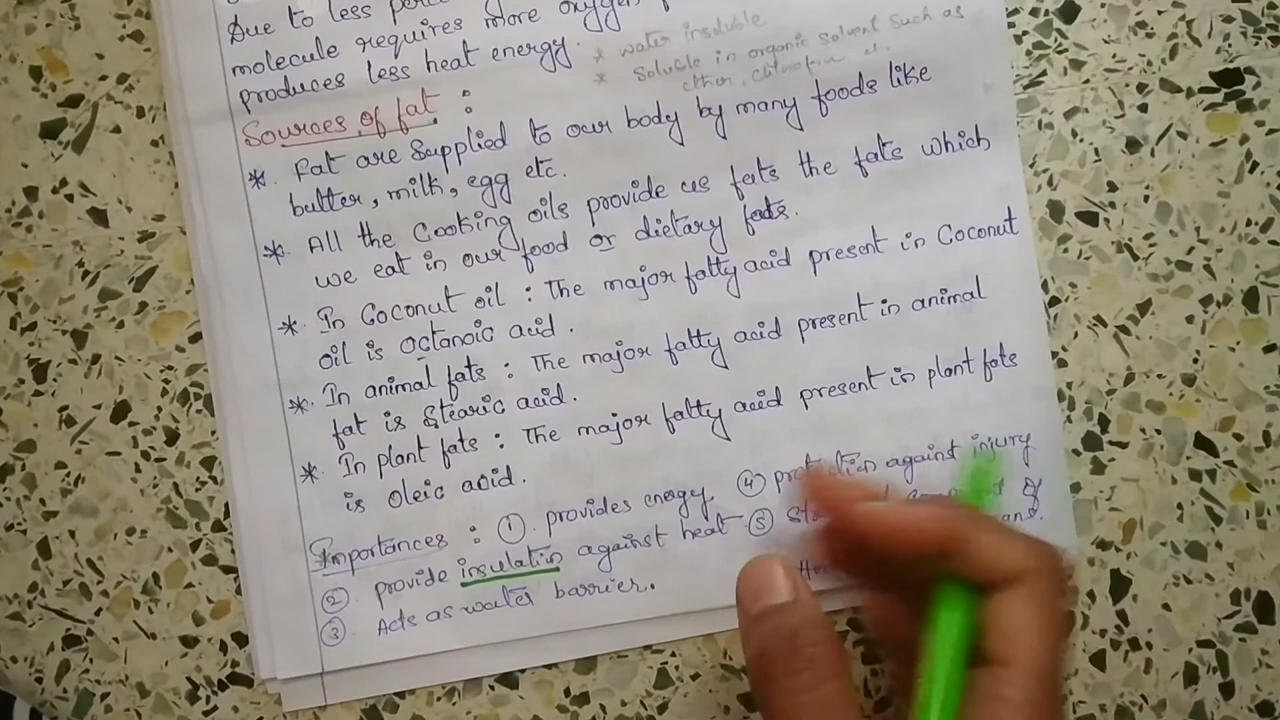 Due to less
molecule requires more oxygen
produces less heat energy.
* water insoluble
* Soluble in organic solvent such as
ether, chloroform
Sources of fat :
* Fat are supplied to our body by many foods like
butter, milk, egg etc.
* All the Cooking oils provide us fats the fats which
we eat in our food or dietary fats.
* In Coconut oil : The major fatty acid present in Coconut
oil is octanoic acid.
* In animal fats : The major fatty acid present in animal
fat is Stearic acid.
* In plant fats : The major fatty acid present in plant fats
is oleic acid.
Importances : ① provides energy.
② provide insulation against heat
③ Acts as water barrier.
④ protection against injury
⑤